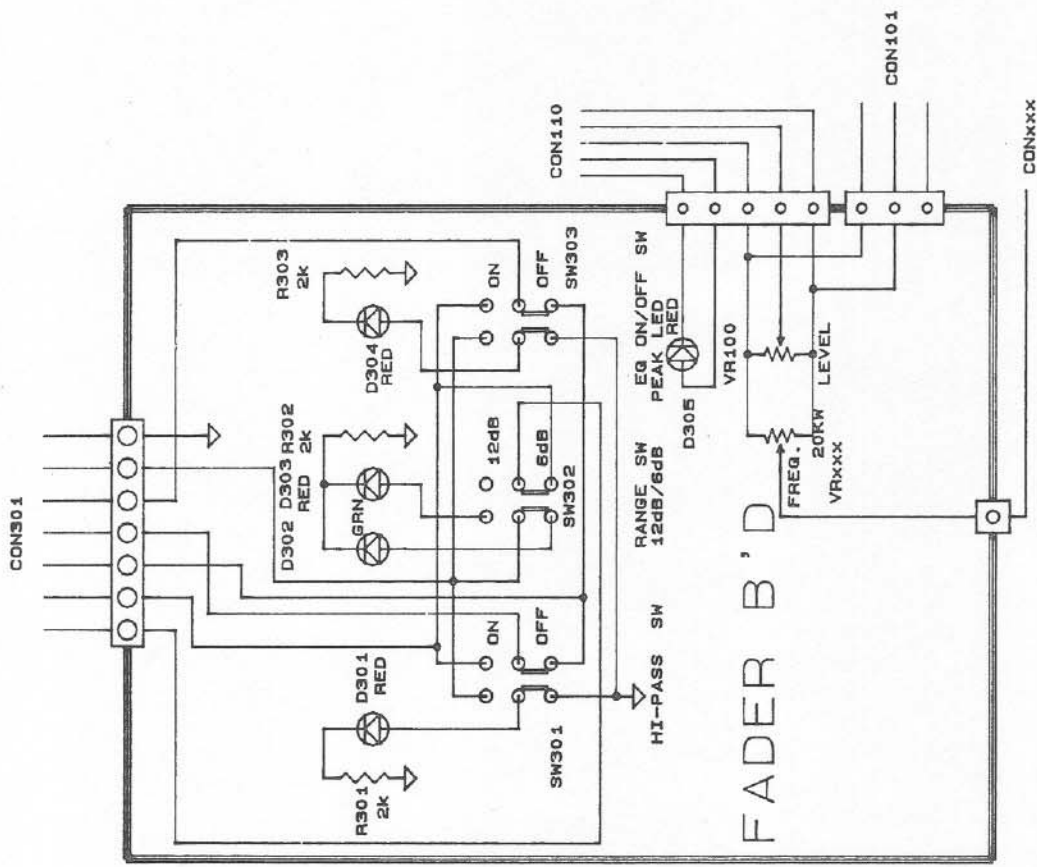 CON301
R303
2k
D304
RED
ON
OFF
SW303
R302
2k
D303
RED
D302
GRN
12dB
6dB
SW302
D301
RED
R301
2k
ON
OFF
SW301
HI-PASS SW
RANGE SW
12dB/6dB
EQ ON/OFF SW
PEAK LED
RED
D305
VR100
LEVEL
FREQ.
20KW
VRxxx
CON110
CON101
CONxxx
FADER B'D